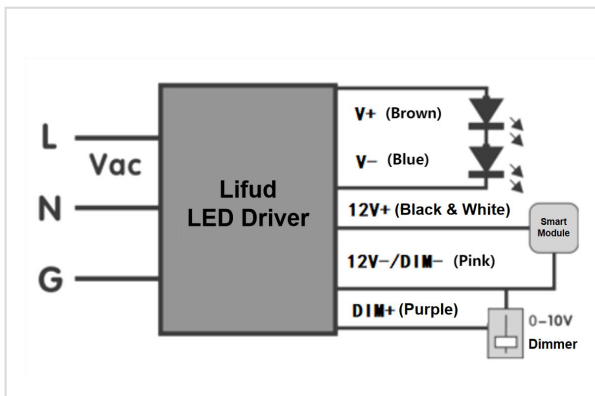 L
Vac
N
G
Lifud
LED Driver
V+ (Brown)
V- (Blue)
12V+ (Black & White)
12V-/DIM- (Pink)
DIM+ (Purple)
Smart
Module
0-10V
Dimmer